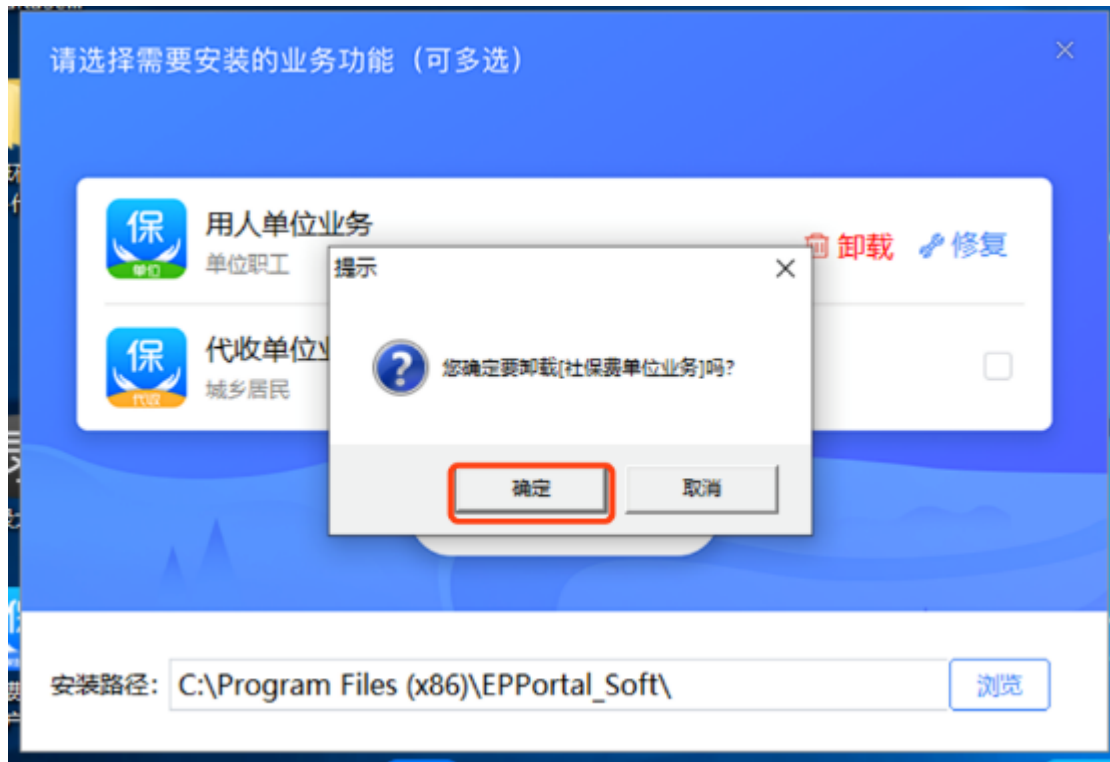 请选择需要安装的业务功能（可多选）
保
单位
用人单位业务
单位职工
卸载
修复
提示
保
代收
代收单位业
城乡居民
您确定要卸载[社保费单位业务]吗?
确定
取消
安装路径:
C:\Program Files (x86)\EPPortal_Soft\
浏览